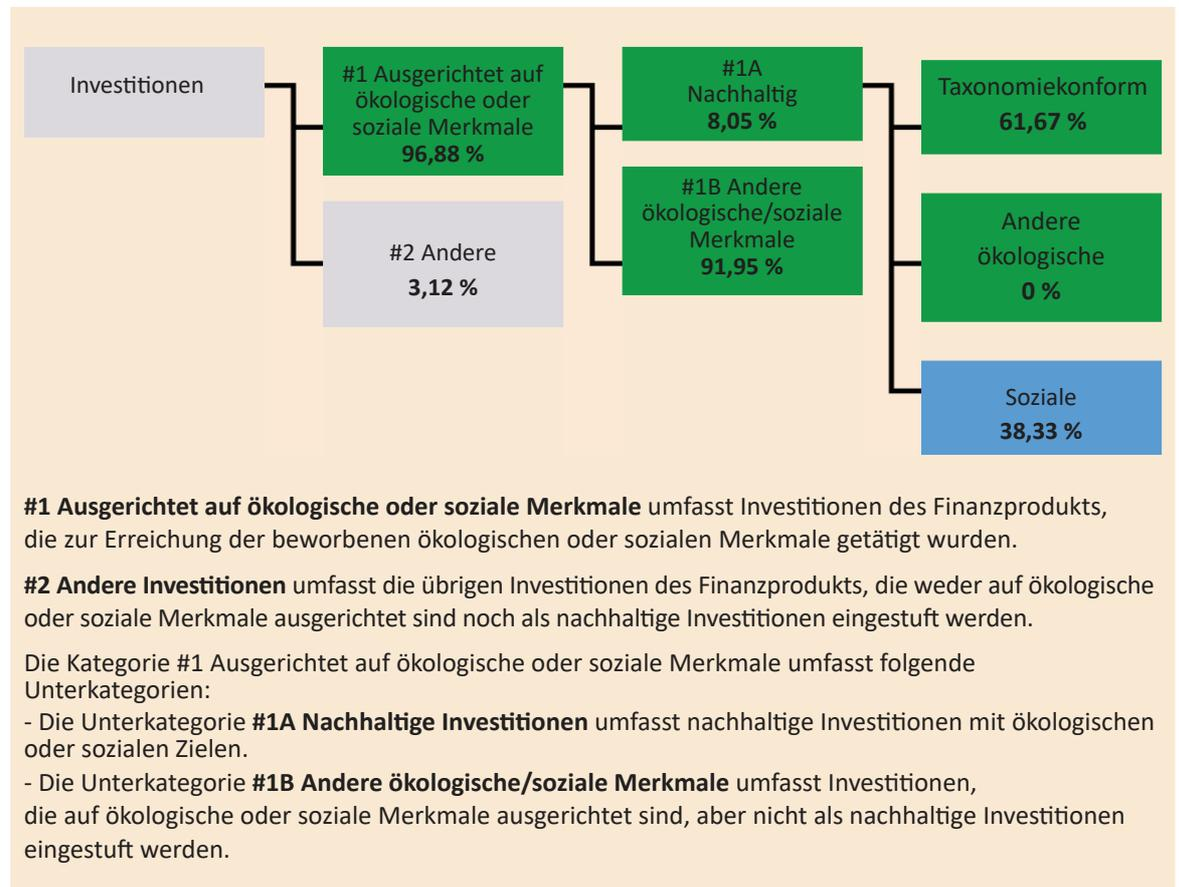 Investitionen
#1 Ausgerichtet auf
ökologische oder
soziale Merkmale
96,88 %
#2 Andere
3,12 %
#1A
Nachhaltig
8,05 %
#1B Andere
ökologische/soziale
Merkmale
91,95 %
Taxonomiekonform
61,67 %
Andere
ökologische
0 %
Soziale
38,33 %
#1 Ausgerichtet auf ökologische oder soziale Merkmale umfasst Investitionen des Finanzprodukts,
die zur Erreichung der beworbenen ökologischen oder sozialen Merkmale getätigt wurden.
#2 Andere Investitionen umfasst die übrigen Investitionen des Finanzprodukts, die weder auf ökologische
oder soziale Merkmale ausgerichtet sind noch als nachhaltige Investitionen eingestuft werden.
Die Kategorie #1 Ausgerichtet auf ökologische oder soziale Merkmale umfasst folgende
Unterkategorien:
- Die Unterkategorie #1A Nachhaltige Investitionen umfasst nachhaltige Investitionen mit ökologischen
oder sozialen Zielen.
- Die Unterkategorie #1B Andere ökologische/soziale Merkmale umfasst Investitionen,
die auf ökologische oder soziale Merkmale ausgerichtet sind, aber nicht als nachhaltige Investitionen
eingestuft werden.